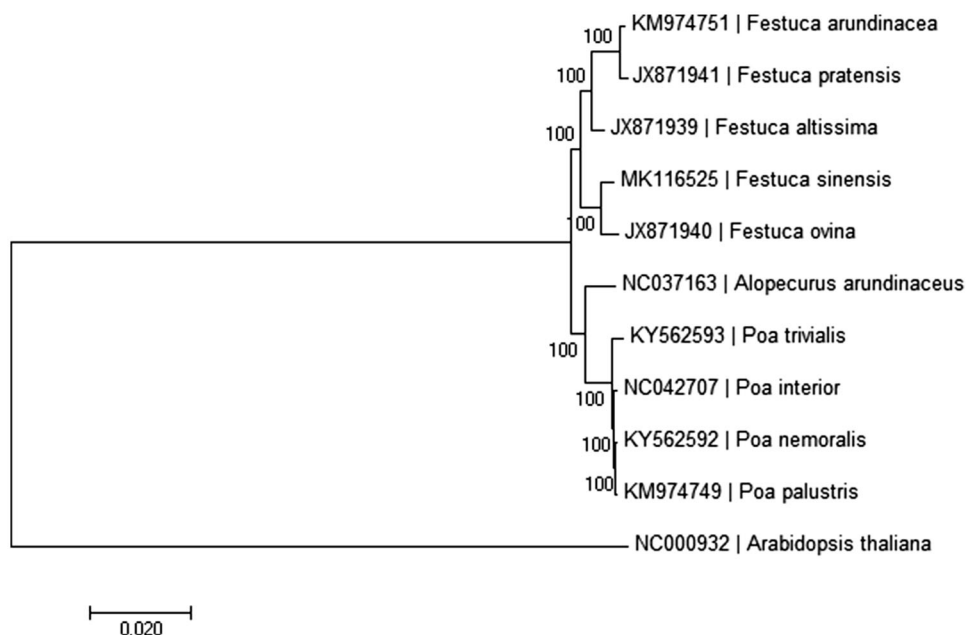 100
KM974751 | Festuca arundinacea
100
JX871941 | Festuca pratensis
100
JX871939 | Festuca altissima
MK116525 | Festuca sinensis
00
JX871940 | Festuca ovina
NC037163 | Alopecurus arundinaceus
100
KY562593 | Poa trivialis
100
NC042707 | Poa interior
100
KY562592 | Poa nemoralis
100
KM974749 | Poa palustris
NC000932 | Arabidopsis thaliana
0.020